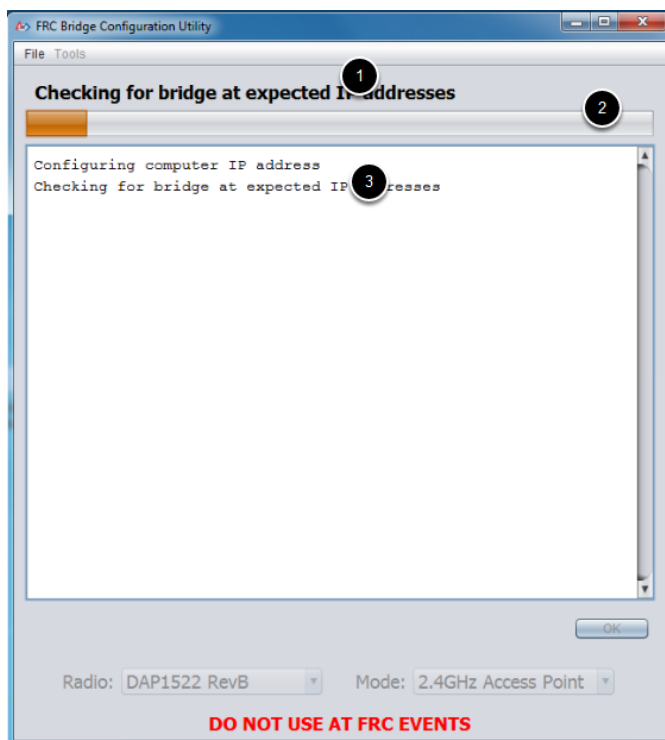 FRC Bridge Configuration Utility
File Tools
1
Checking for bridge at expected IP addresses
2
Configuring computer IP address
Checking for bridge at expected IP addresses
3
OK
Radio: DAP1522 RevB Mode: 2.4GHz Access Point
DO NOT USE AT FRC EVENTS